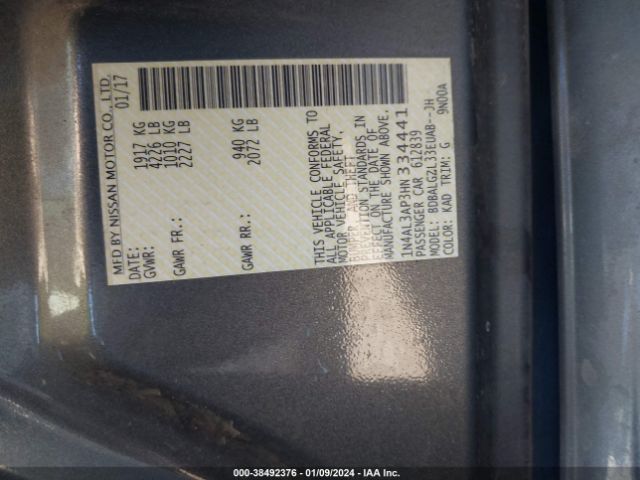 MFD BY NISSAN MOTOR CO., LTD.
DATE: 01/17
GVWR: 1917 KG
4226 LB
GAWR FR: 1010 KG
2227 LB
GAWR RR: 940 KG
2072 LB
THIS VEHICLE CONFORMS TO
ALL APPLICABLE FEDERAL
MOTOR VEHICLE SAFETY,
BUMPER, AND THEFT
PREVENTION STANDARDS IN
EFFECT ON THE DATE OF
MANUFACTURE SHOWN ABOVE.
1N4AL3AP3HN334441
PASSENGER CAR 612839
MODEL: BDBALGZL33EUAB--JH
COLOR: KAD TRIM: G 9N00A
000-38492376 - 01/09/2024 - IAA Inc.